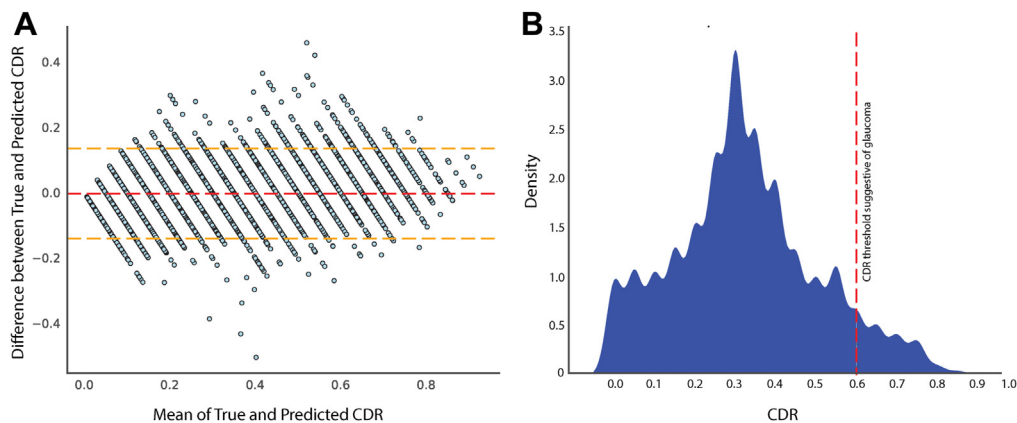 A
Difference between True and Predicted CDR
0.4
0.2
0.0
−0.2
−0.4
0.0 0.2 0.4 0.6 0.8
Mean of True and Predicted CDR
B
Density
3.5
3.0
2.5
2.0
1.5
1.0
0.5
0
CDR threshold suggestive of glaucoma
0.0 0.1 0.2 0.3 0.4 0.5 0.6 0.7 0.8 0.9 1.0
CDR